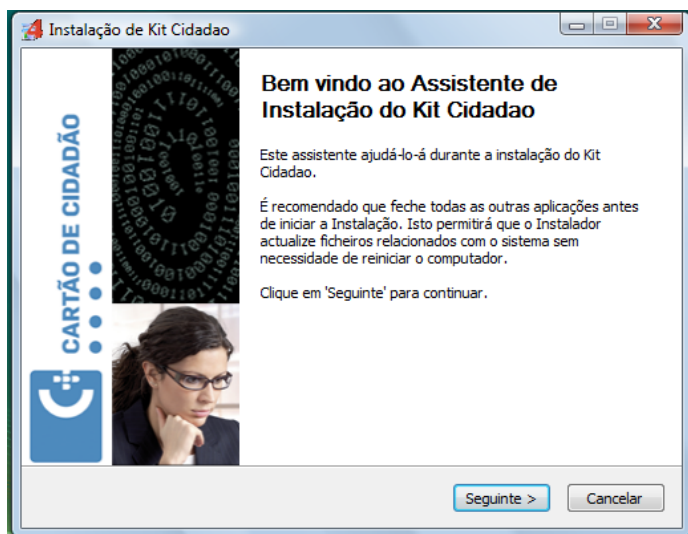 Instalação de Kit Cidadao
CARTÃO DE CIDADÃO
Bem vindo ao Assistente de
Instalação do Kit Cidadao
Este assistente ajudá-lo-á durante a instalação do Kit
Cidadao.
É recomendado que feche todas as outras aplicações antes
de iniciar a Instalação. Isto permitirá que o Instalador
actualize ficheiros relacionados com o sistema sem
necessidade de reiniciar o computador.
Clique em 'Seguinte' para continuar.
Seguinte >
Cancelar